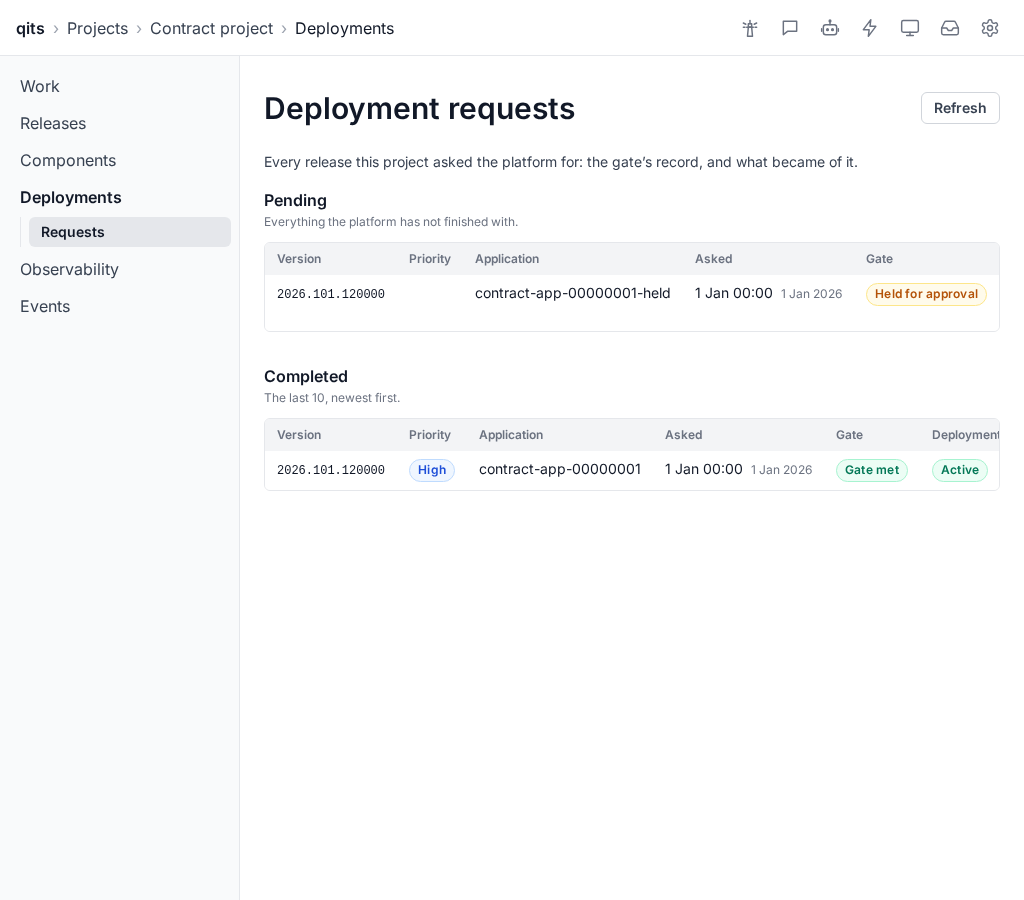 qits › Projects › Contract project › Deployments
Work
Releases
Components
Deployments
Requests
Observability
Events
Deployment requests
Refresh
Every release this project asked the platform for: the gate’s record, and what became of it.
Pending
Everything the platform has not finished with.
Version Priority Application Asked Gate
2026.101.120000 contract-app-00000001-held 1 Jan 00:00 1 Jan 2026 Held for approval
Completed
The last 10, newest first.
Version Priority Application Asked Gate Deployment
2026.101.120000 High contract-app-00000001 1 Jan 00:00 1 Jan 2026 Gate met Active